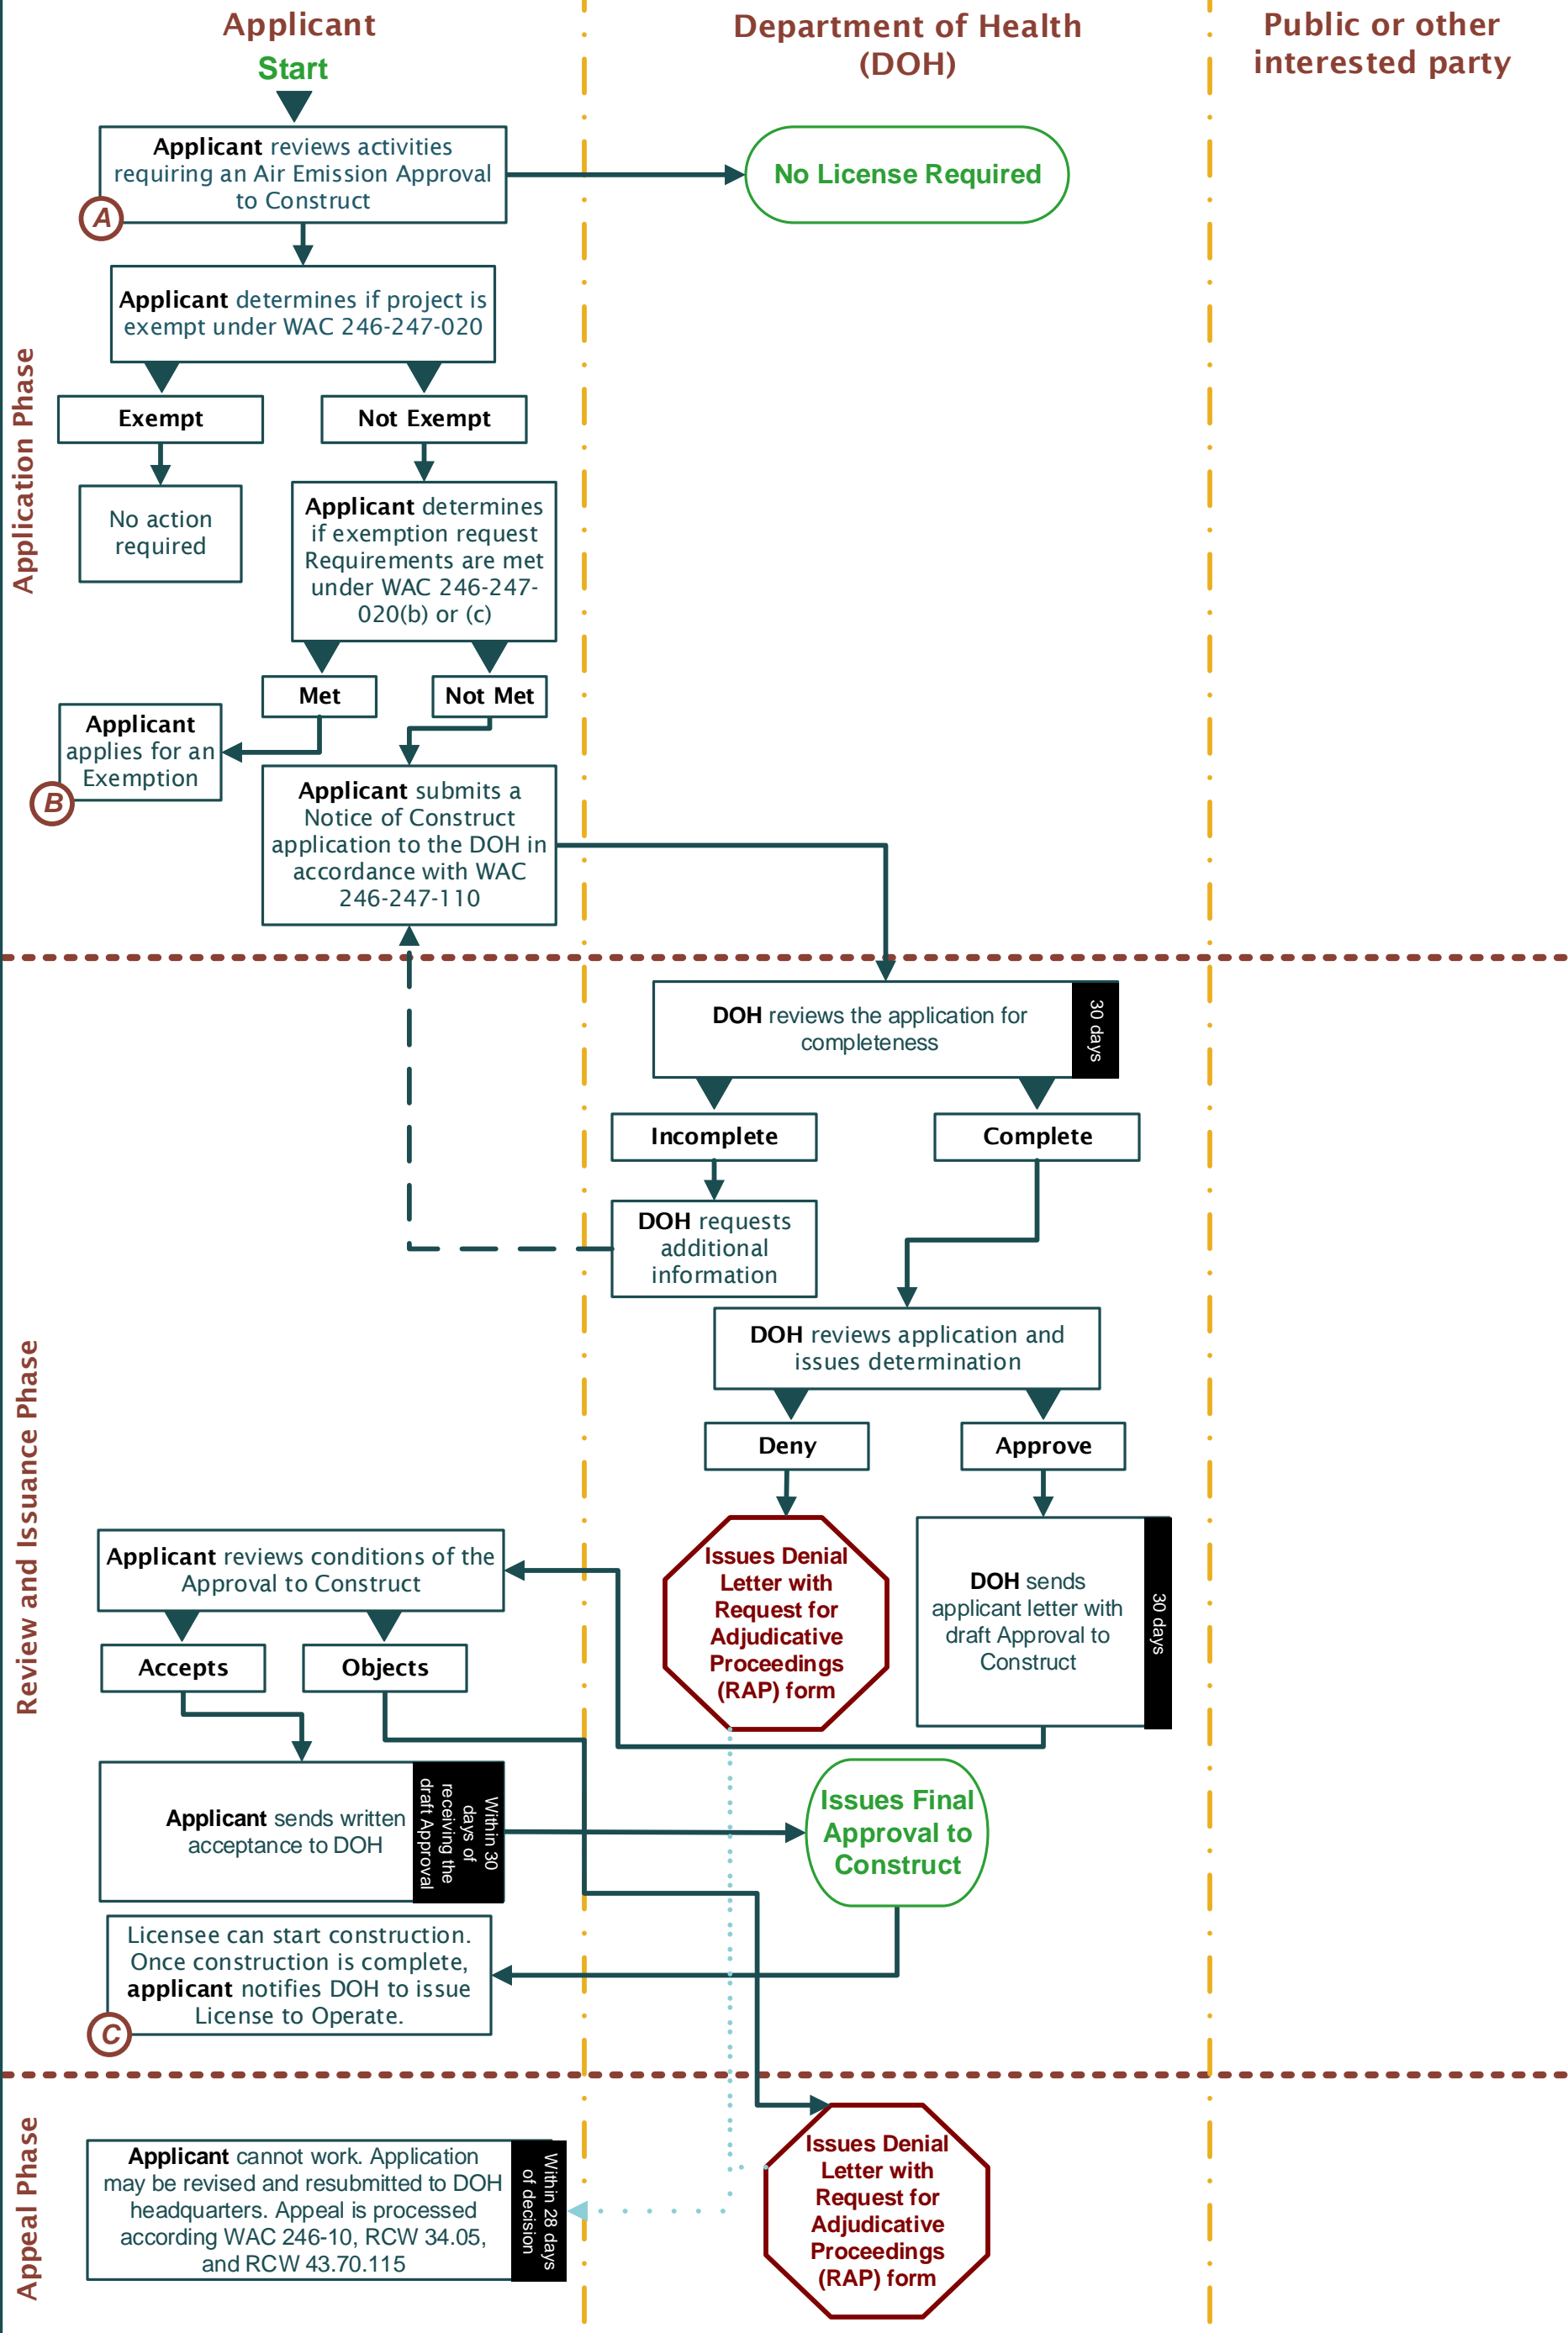 Applicant
Start
Department of Health
(DOH)
Public or other
interested party
Application Phase
Applicant reviews activities
requiring an Air Emission Approval
to Construct
A
No License Required
Applicant determines if project is
exempt under WAC 246-247-020
Exempt
Not Exempt
No action
required
Applicant determines
if exemption request
Requirements are met
under WAC 246-247-
020(b) or (c)
Met
Not Met
Applicant
applies for an
Exemption
B
Applicant submits a
Notice of Construct
application to the DOH in
accordance with WAC
246-247-110
Review and Issuance Phase
DOH reviews the application for
completeness
30 days
Incomplete
Complete
DOH requests
additional
information
DOH reviews application and
issues determination
Deny
Approve
Issues Denial
Letter with
Request for
Adjudicative
Proceedings
(RAP) form
DOH sends
applicant letter with
draft Approval to
Construct
30 days
Applicant reviews conditions of the
Approval to Construct
Accepts
Objects
Applicant sends written
acceptance to DOH
Within 30
days of
receiving the
draft Approval
Issues Final
Approval to
Construct
Licensee can start construction.
Once construction is complete,
applicant notifies DOH to issue
License to Operate.
C
Appeal Phase
Applicant cannot work. Application
may be revised and resubmitted to DOH
headquarters. Appeal is processed
according WAC 246-10, RCW 34.05,
and RCW 43.70.115
Within 28 days
of decision
Issues Denial
Letter with
Request for
Adjudicative
Proceedings
(RAP) form